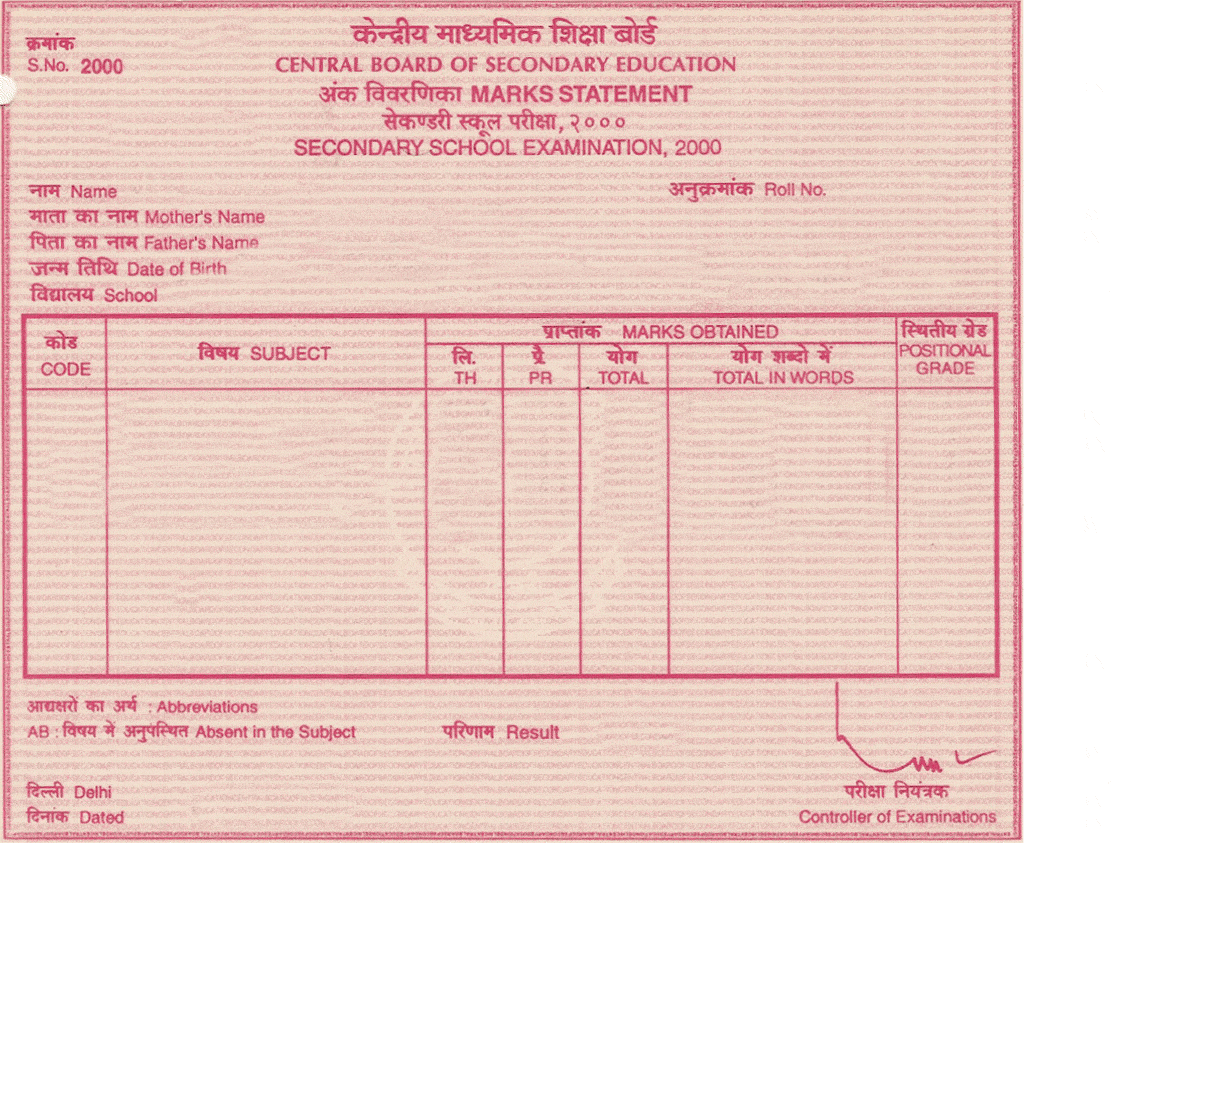 क्रमांक
S.No. 2000
केन्द्रीय माध्यमिक शिक्षा बोर्ड
CENTRAL BOARD OF SECONDARY EDUCATION
अंक विवरणिका MARKS STATEMENT
सेकण्डरी स्कूल परीक्षा, २०००
SECONDARY SCHOOL EXAMINATION, 2000
नाम Name
अनुक्रमांक Roll No.
माता का नाम Mother's Name
पिता का नाम Father's Name
जन्म तिथि Date of Birth
विद्यालय School
कोड
CODE
विषय SUBJECT
प्राप्तांक MARKS OBTAINED
लि.
TH
प्रै
PR
योग
TOTAL
योग शब्दो में
TOTAL IN WORDS
स्थितीय ग्रेड
POSITIONAL
GRADE
आद्यक्षरों का अर्थ : Abbreviations
AB : विषय में अनुपस्थित Absent in the Subject
परिणाम Result
दिल्ली Delhi
दिनांक Dated
परीक्षा नियंत्रक
Controller of Examinations